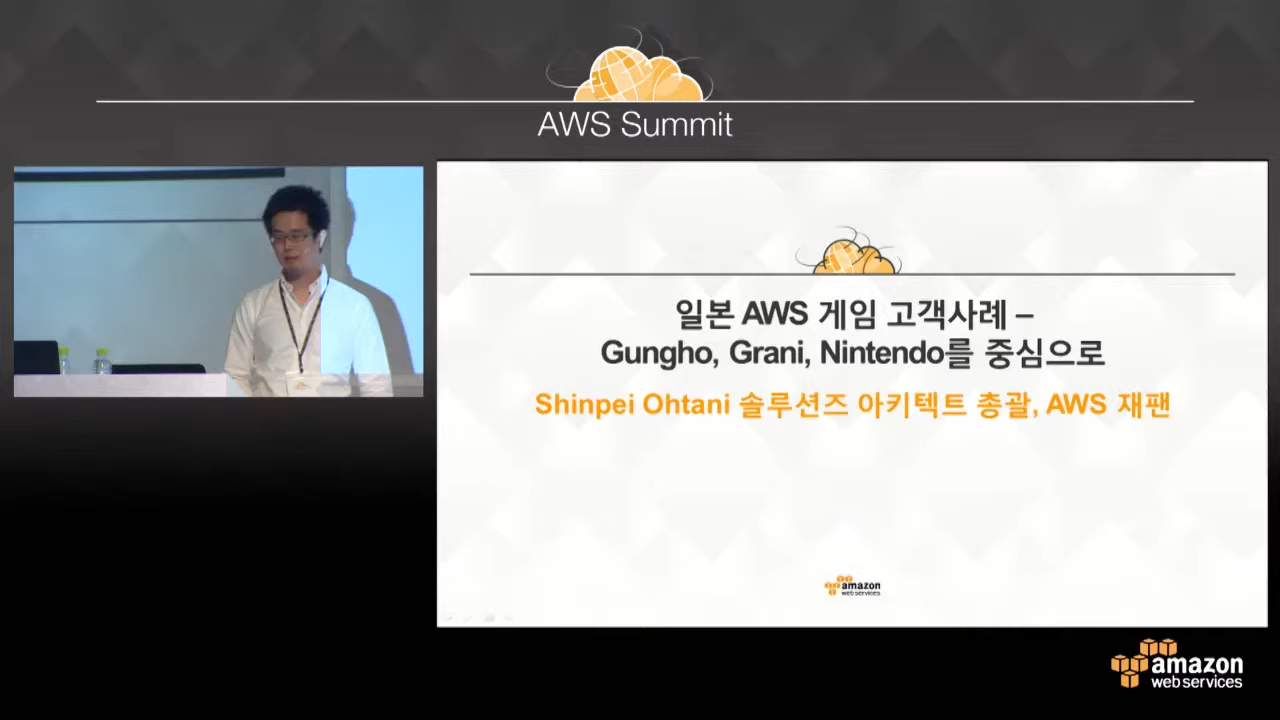 AWS Summit
일본 AWS 게임 고객사례 –
Gungho, Grani, Nintendo를 중심으로
Shinpei Ohtani 솔루션즈 아키텍트 총괄, AWS 재팬
amazon
web services
amazon
web services